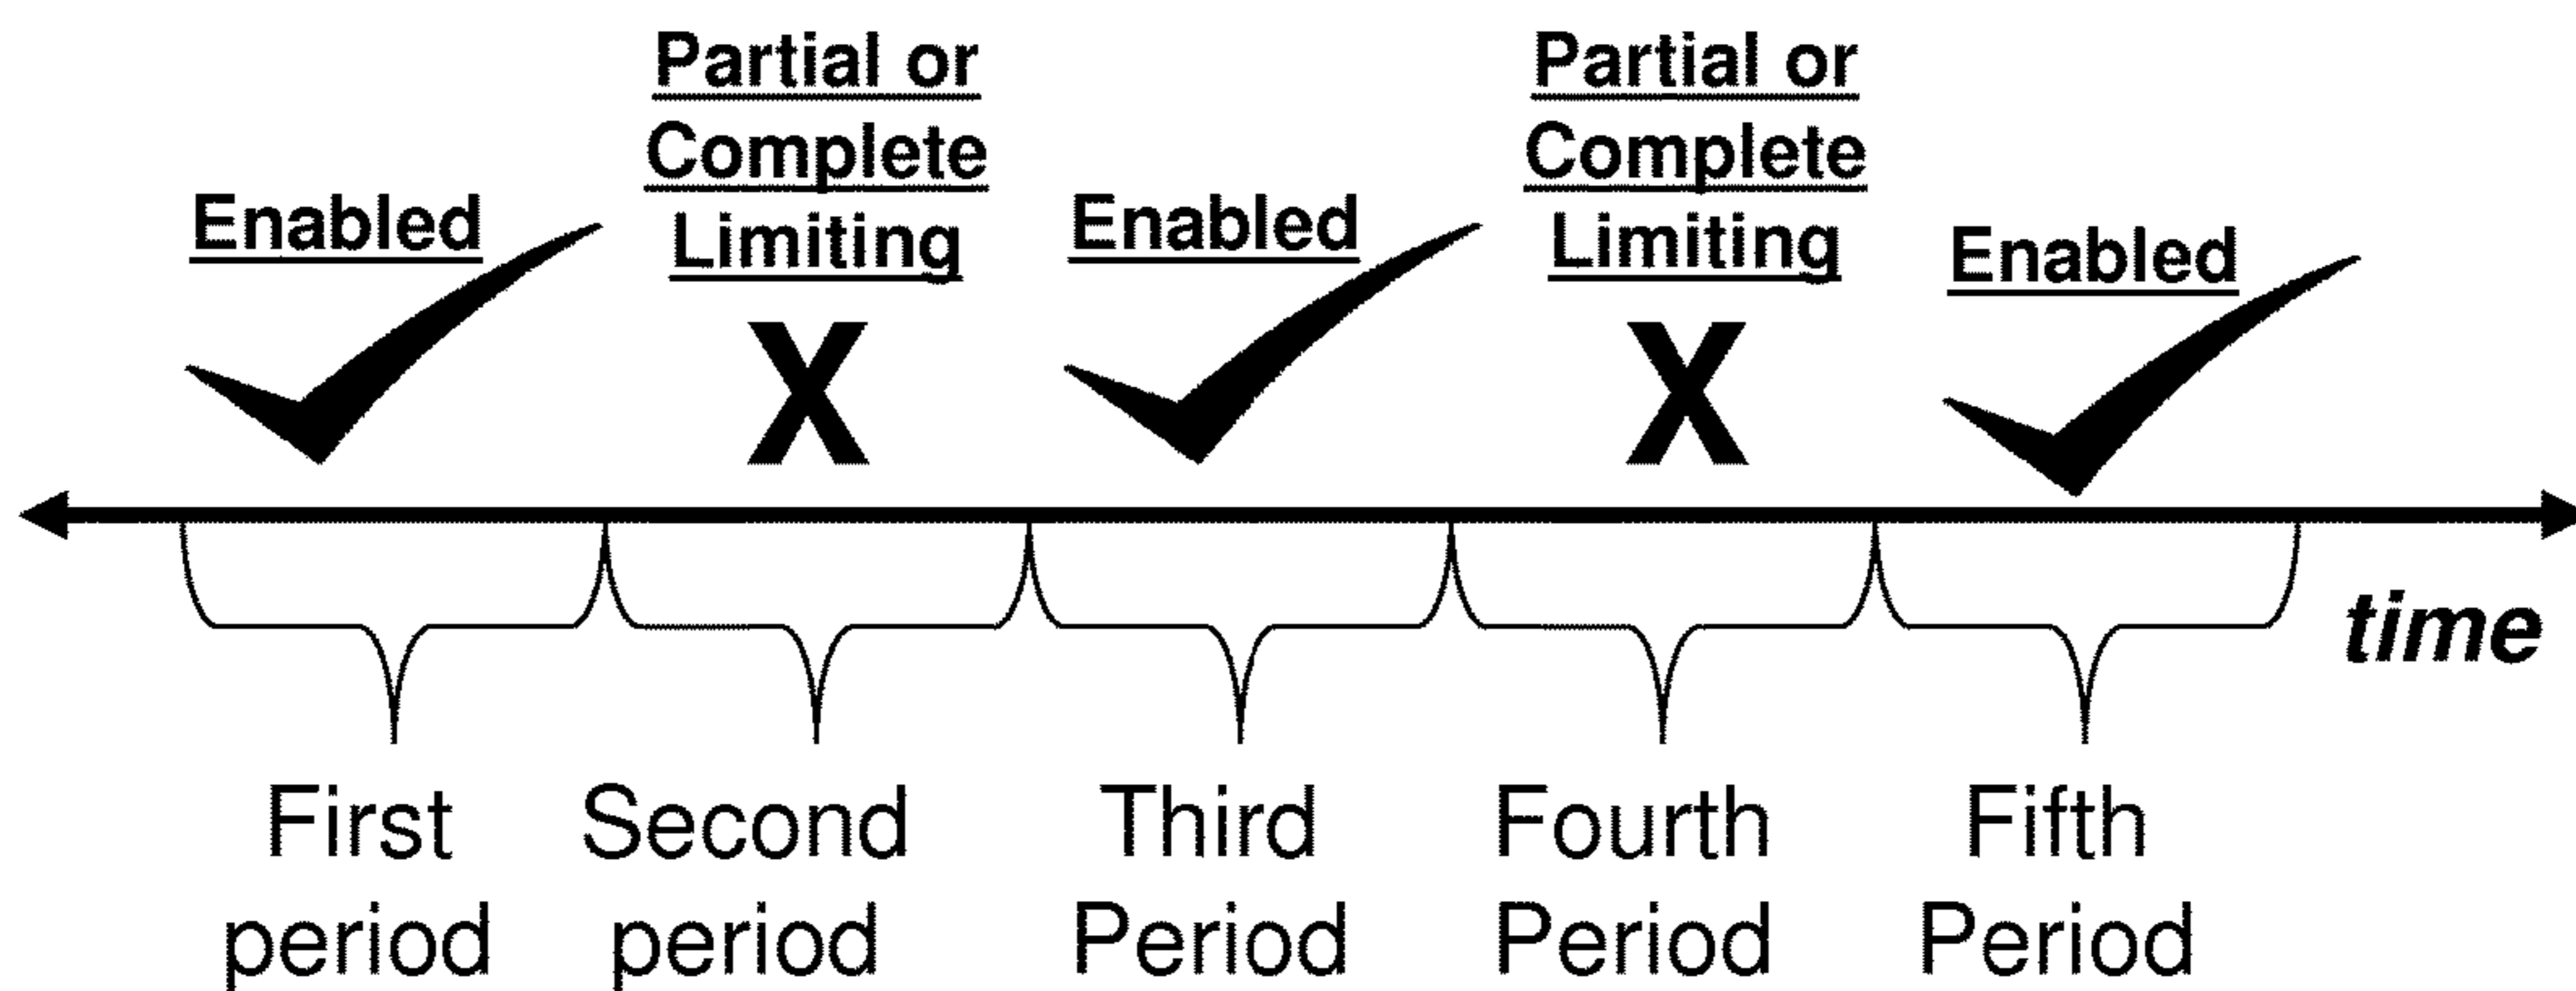 Partial or
Complete
Limiting
Partial or
Complete
Limiting
Enabled
Enabled
Enabled
X
X
time
First
period
Second
period
Third
Period
Fourth
Period
Fifth
Period